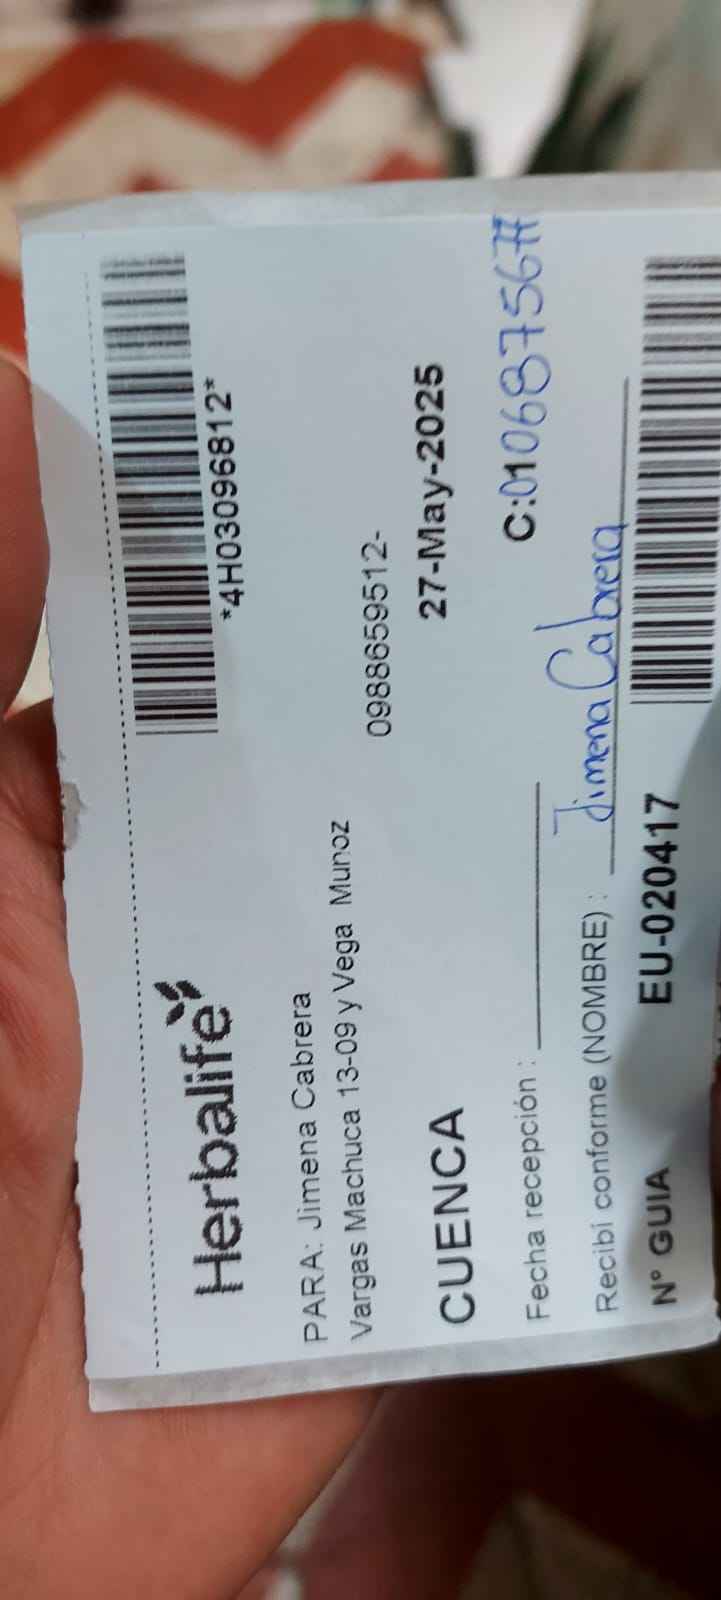 Herbalife
*4H03096812*
PARA: Jimena Cabrera
Vargas Machuca 13-09 y Vega Munoz
0988659512-
CUENCA
27-May-2025
Fecha recepción :
C:0106875677
Recibí conforme (NOMBRE) : Jimena Cabrera
N° GUIA EU-020417